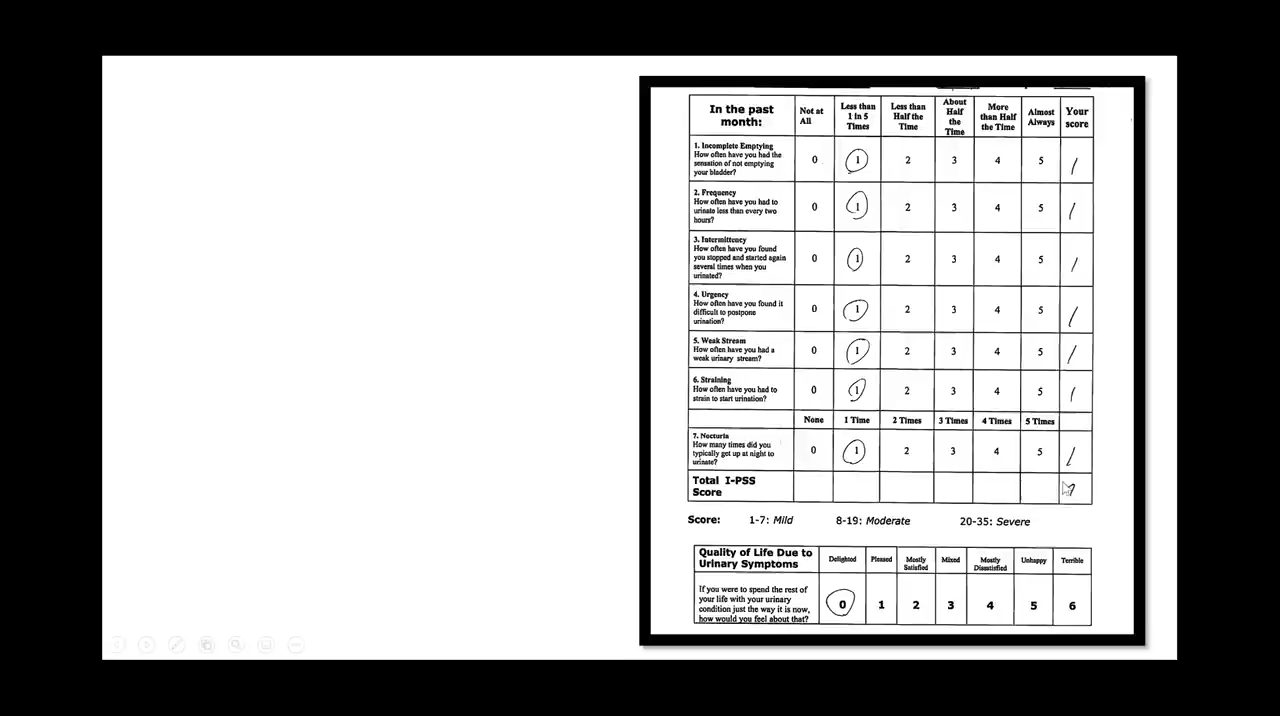 In the past month:
Not at All
Less than 1 in 5 Times
Less than Half the Time
About Half the Time
More than Half the Time
Almost Always
Your score
1. Incomplete Emptying
How often have you had the
sensation of not emptying
your bladder?
0 1 2 3 4 5 1
2. Frequency
How often have you had to
urinate less than every two
hours?
0 1 2 3 4 5 1
3. Intermittency
How often have you found
you stopped and started again
several times when you
urinated?
0 1 2 3 4 5 1
4. Urgency
How often have you found it
difficult to postpone
urination?
0 1 2 3 4 5 1
5. Weak Stream
How often have you had a
weak urinary stream?
0 1 2 3 4 5 1
6. Straining
How often have you had to
strain to start urination?
0 1 2 3 4 5 1
None 1 Time 2 Times 3 Times 4 Times 5 Times
7. Nocturia
How many times did you
typically get up at night to
urinate?
0 1 2 3 4 5 1
Total I-PSS
Score
7
Score: 1-7: Mild 8-19: Moderate 20-35: Severe
Quality of Life Due to
Urinary Symptoms
Delighted
Pleased
Mostly Satisfied
Mixed
Mostly Dissatisfied
Unhappy
Terrible
If you were to spend the rest of
your life with your urinary
condition just the way it is now,
how would you feel about that?
0 1 2 3 4 5 6